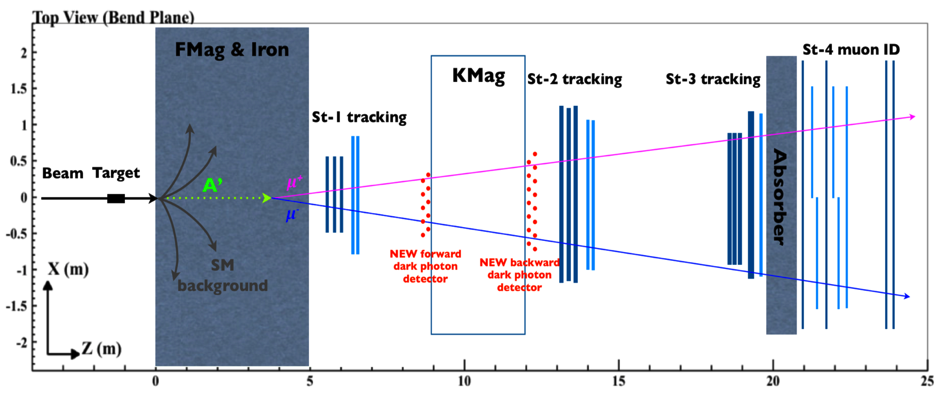 Top View (Bend Plane)
FMag & Iron
KMag
St-4 muon ID
St-2 tracking
St-3 tracking
St-1 tracking
Beam Target
A'
μ+
μ-
Absorber
SM
background
NEW forward
dark photon
detector
NEW backward
dark photon
detector
X (m)
Z (m)
2
1.5
1
0.5
0
-0.5
-1
-1.5
-2
0
5
10
15
20
25